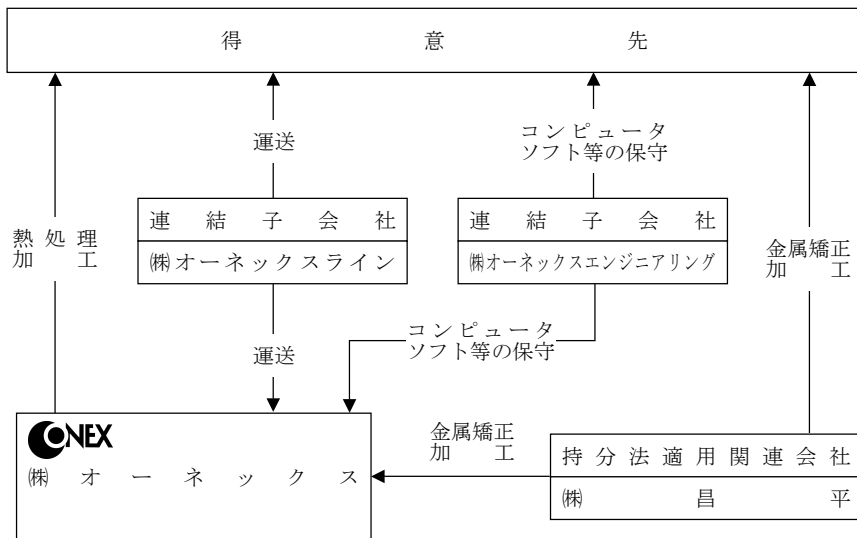 得意先
運送
コンピュータ
ソフト等の保守
連結子会社
㈱オーネックスライン
連結子会社
㈱オーネックスエンジニアリング
熱処理
加工
金属矯正
加工
運送
コンピュータ
ソフト等の保守
ONEX
㈱オーネックス
金属矯正
加工
持分法適用関連会社
㈱昌平